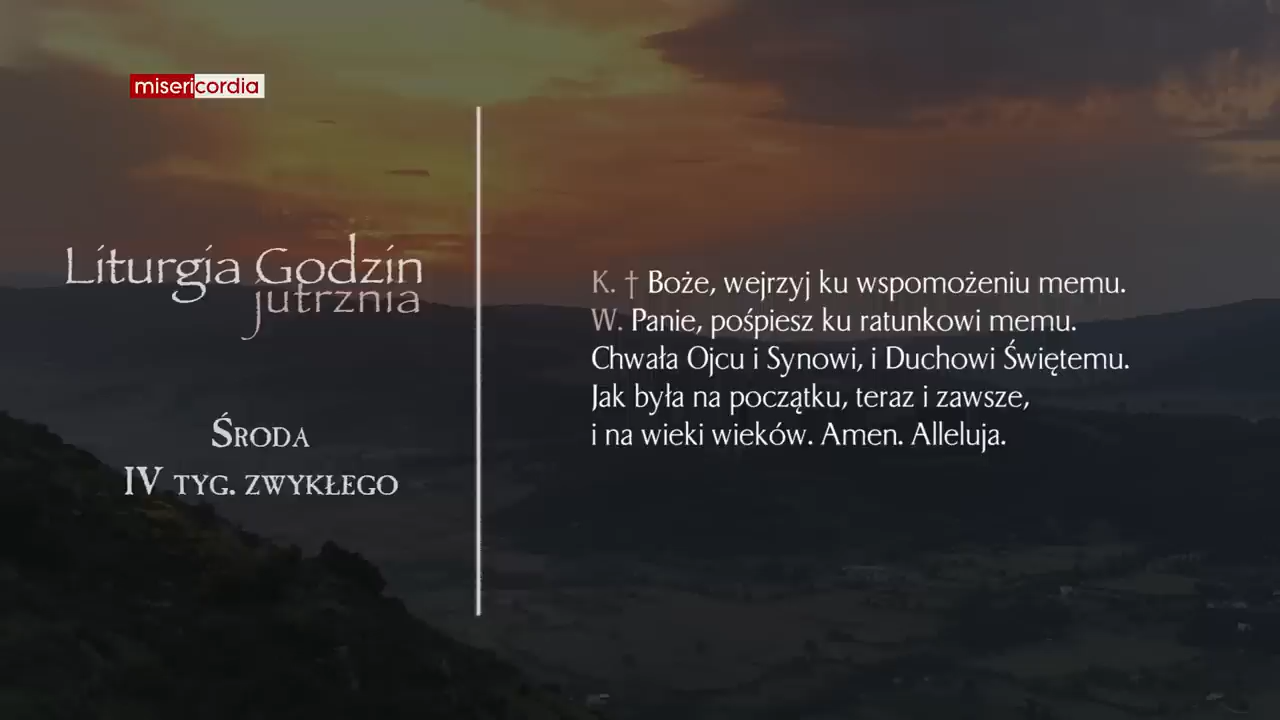 misericordia
Liturgia Godzin
jutrznia
Środa
IV tyg. zwykłego
K. † Boże, wejrzyj ku wspomożeniu memu.
W. Panie, pośpiesz ku ratunkowi memu.
Chwała Ojcu i Synowi, i Duchowi Świętemu.
Jak była na początku, teraz i zawsze,
i na wieki wieków. Amen. Alleluja.